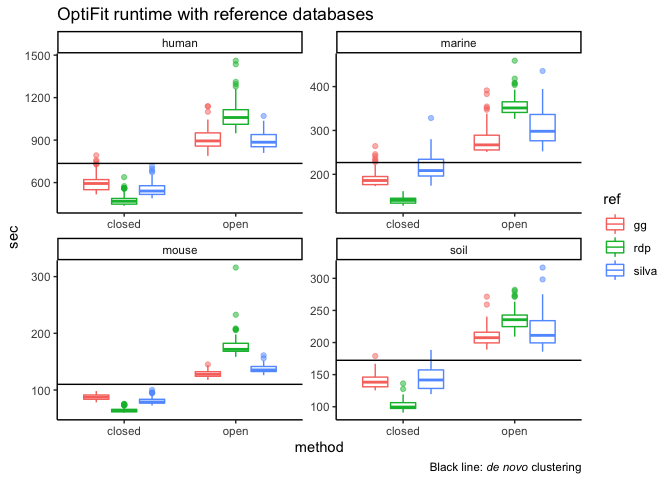 OptiFit runtime with reference databases
human
marine
1500
1200
900
600
400
300
200
closed
open
closed
open
sec
mouse
soil
300
200
100
300
250
200
150
100
closed
open
closed
open
method
ref
gg
rdp
silva
Black line: de novo clustering